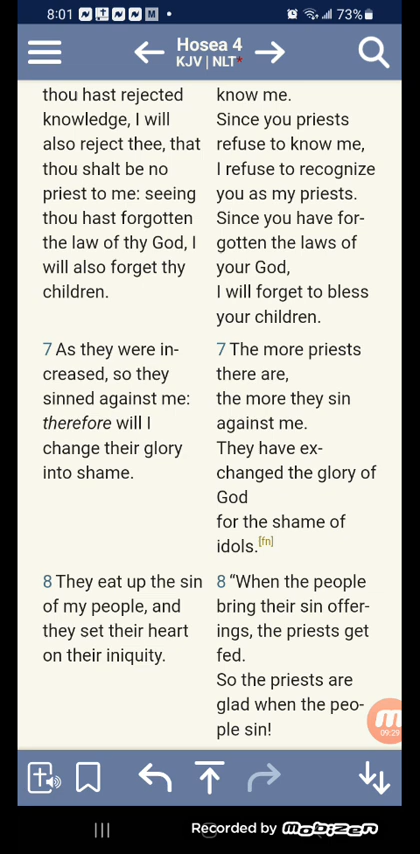 8:01 N N N M • 73%
Hosea 4
KJV | NLT*
thou hast rejected
knowledge, I will
also reject thee, that
thou shalt be no
priest to me: seeing
thou hast forgotten
the law of thy God, I
will also forget thy
children.
know me.
Since you priests
refuse to know me,
I refuse to recognize
you as my priests.
Since you have for-
gotten the laws of
your God,
I will forget to bless
your children.
7 As they were in-
creased, so they
sinned against me:
therefore will I
change their glory
into shame.
7 The more priests
there are,
the more they sin
against me.
They have ex-
changed the glory of
God
for the shame of
idols.[fn]
8 They eat up the sin
of my people, and
they set their heart
on their iniquity.
8 “When the people
bring their sin offer-
ings, the priests get
fed.
So the priests are
glad when the peo-
ple sin!
m
09:29
Recorded by mobizen